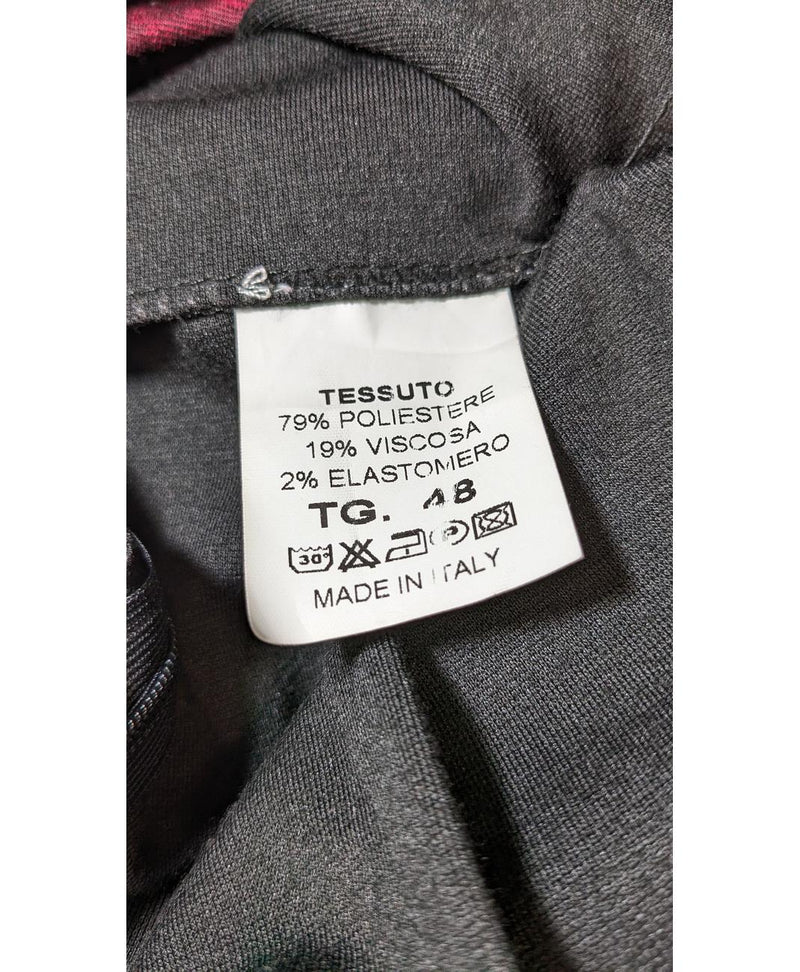 TESSUTO
79% POLIESTERE
19% VISCOSA
2% ELASTOMERO
TG. 48
30°
MADE IN ITALY